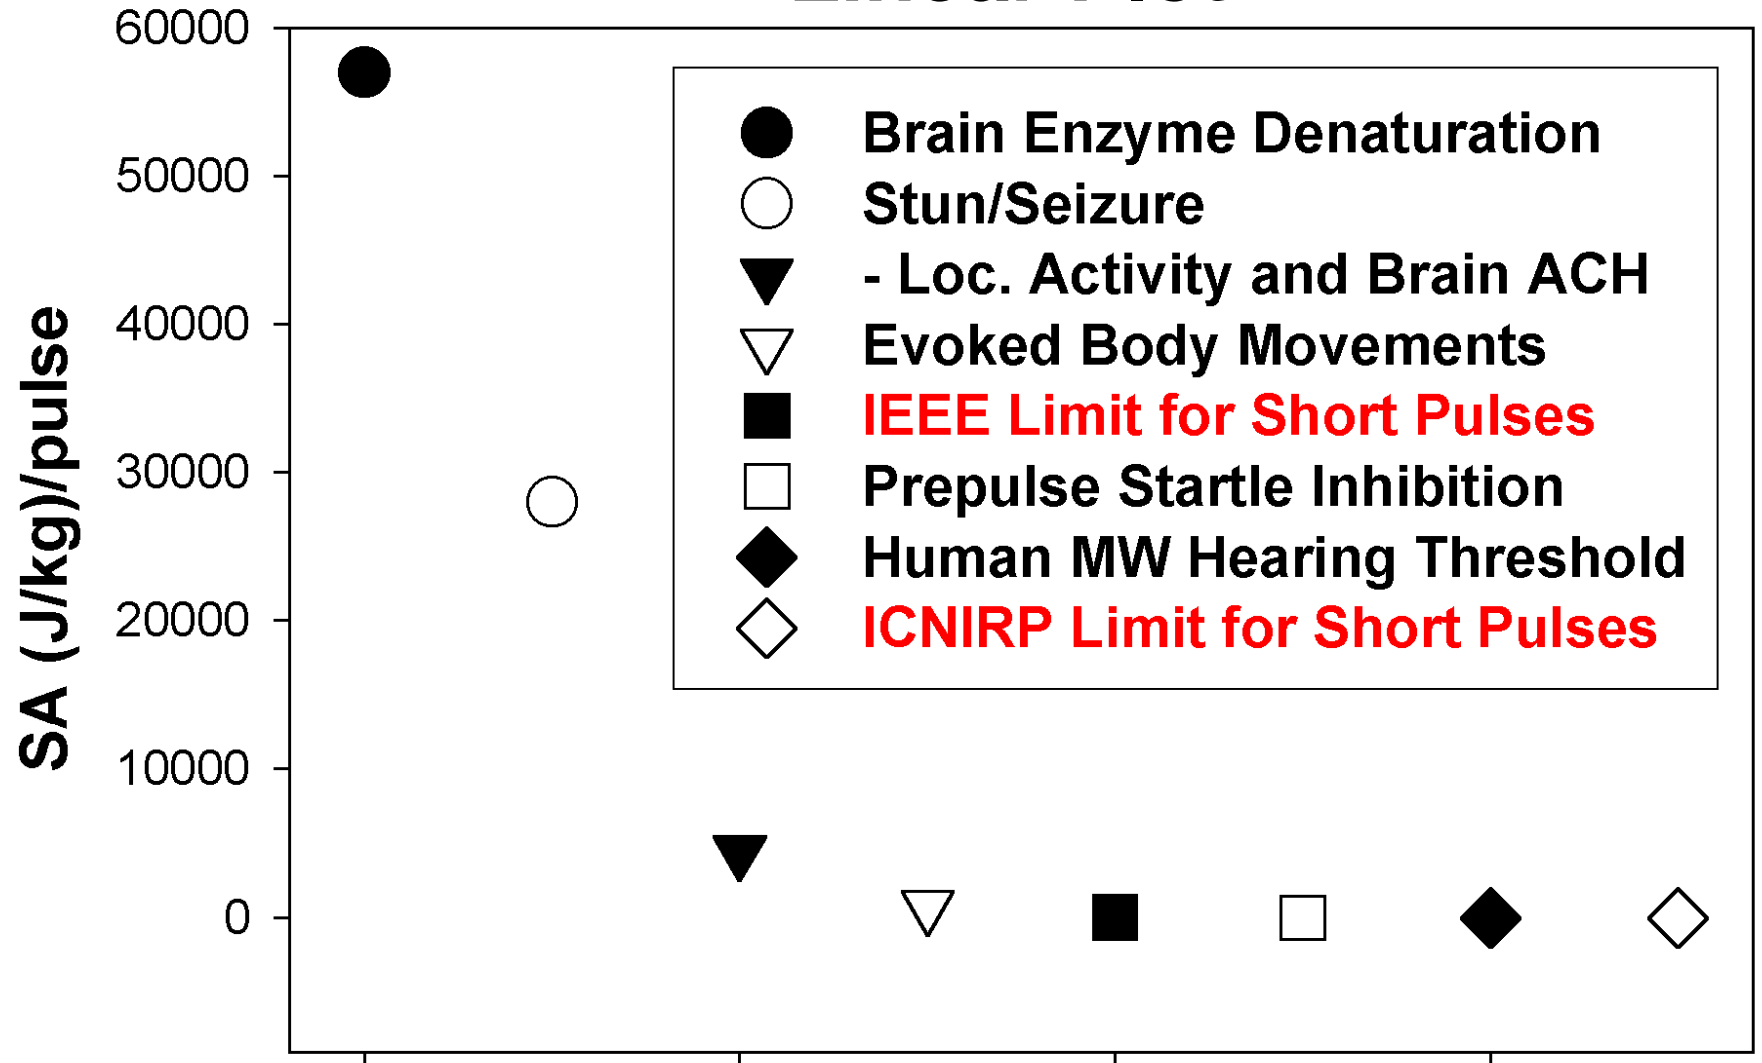 60000
50000
40000
30000
20000
10000
0
SA (J/kg)/pulse
Brain Enzyme Denaturation
Stun/Seizure
- Loc. Activity and Brain ACH
Evoked Body Movements
IEEE Limit for Short Pulses
Prepulse Startle Inhibition
Human MW Hearing Threshold
ICNIRP Limit for Short Pulses